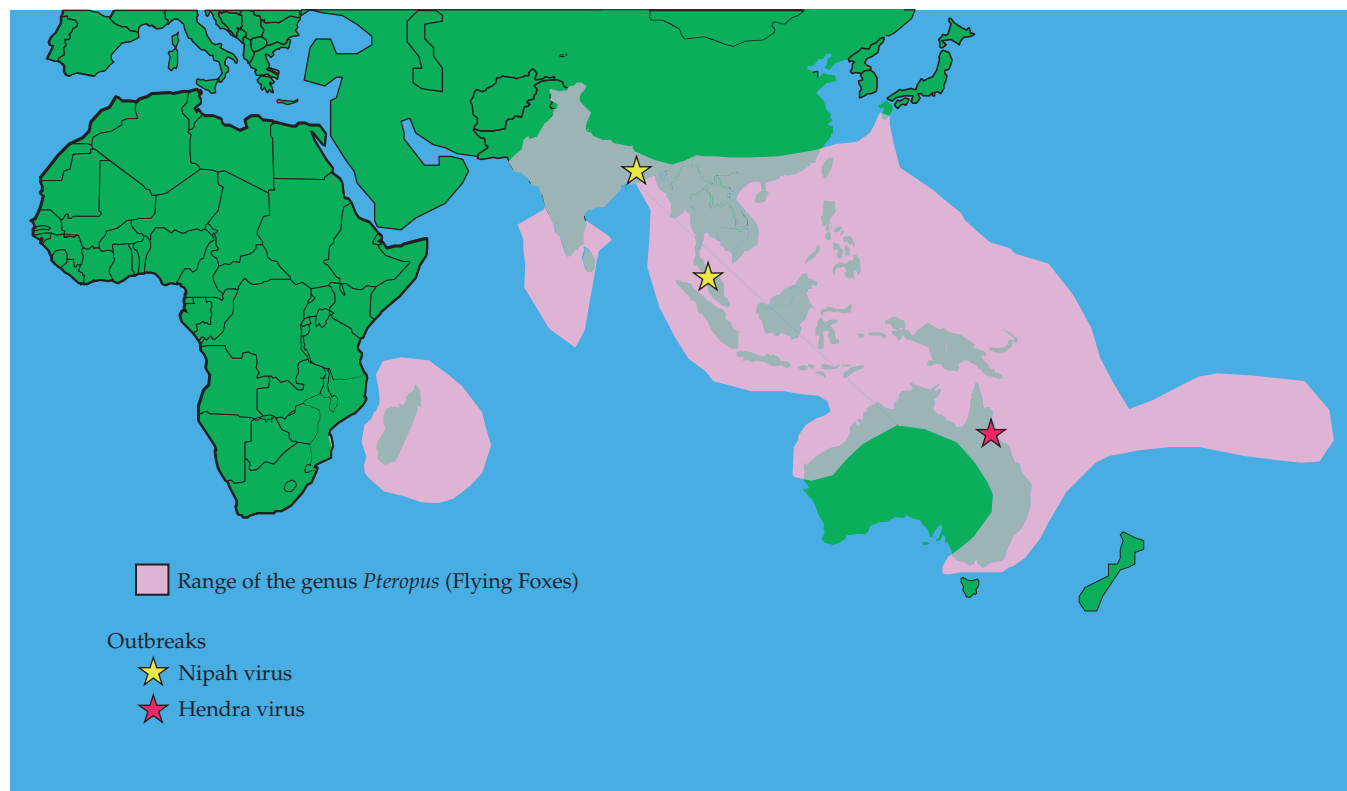 Range of the genus Pteropus (Flying Foxes)
Outbreaks
Nipah virus
Hendra virus